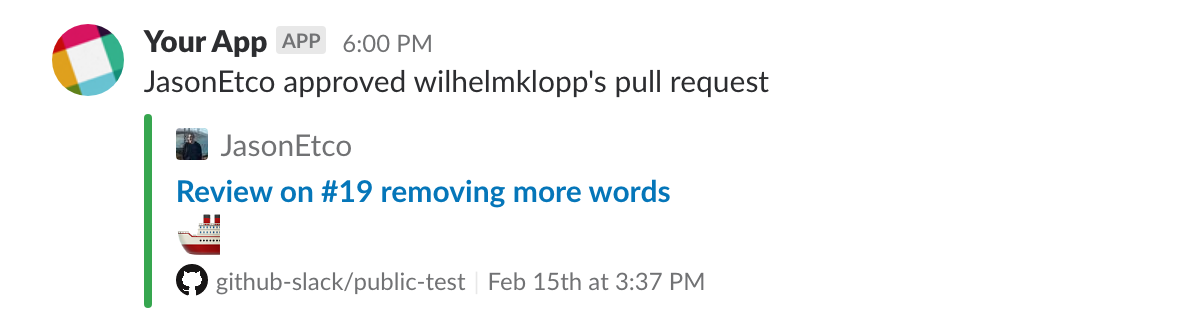 Your App APP 6:00 PM
JasonEtco approved wilhelmklopp's pull request
JasonEtco
Review on #19 removing more words
github-slack/public-test | Feb 15th at 3:37 PM